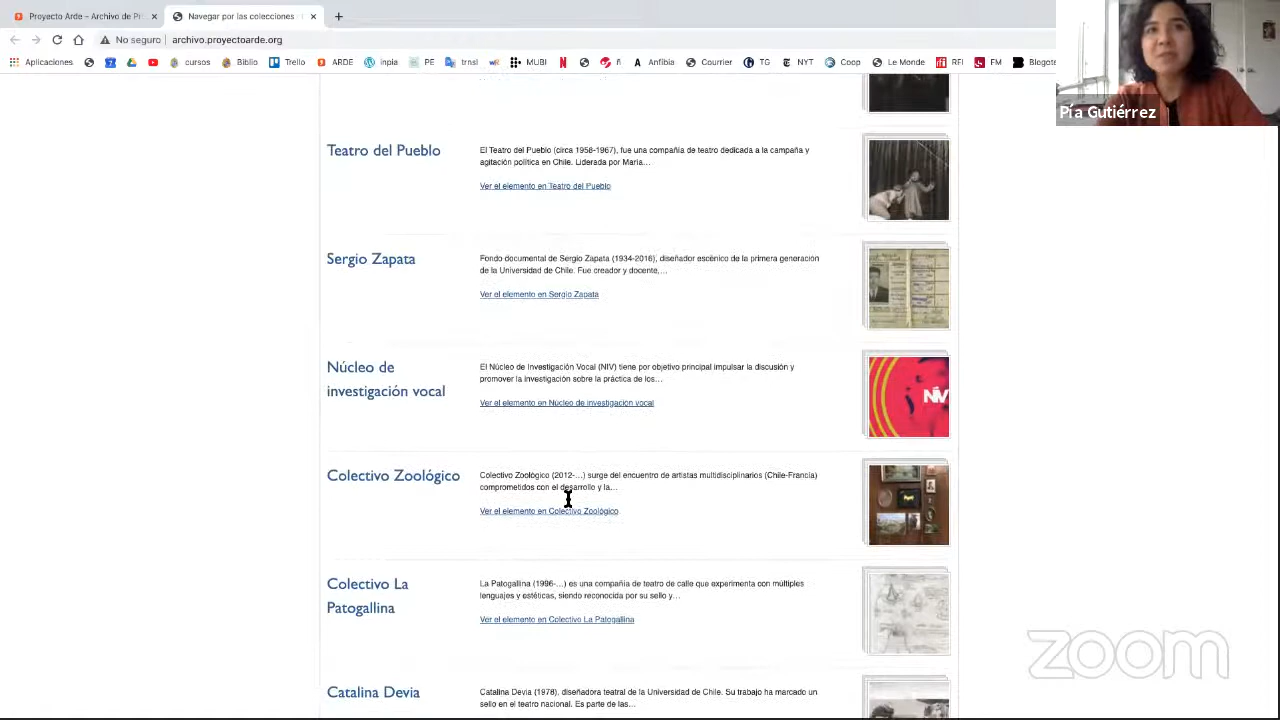 Proyecto Arde – Archivo de Pr
Navegar por las colecciones
No seguro | archivo.proyectoarde.org
Aplicaciones
cursos
Biblio
Trello
ARDE
inpia
PE
trnsl
w
MUBI
ñ
Anfibia
Courrier
TG
NYT
Coop
Le Monde
RFI
FM
Blogote
Pía Gutiérrez
Teatro del Pueblo
El Teatro del Pueblo (circa 1958-1967), fue una compañía de teatro dedicada a la campaña y
agitación política en Chile. Liderada por María...
Ver el elemento en Teatro del Pueblo
Sergio Zapata
Fondo documental de Sergio Zapata (1934-2016), diseñador escénico de la primera generación
de la Universidad de Chile. Fue creador y docente,...
Ver el elemento en Sergio Zapata
Núcleo de
investigación vocal
El Núcleo de Investigación Vocal (NIV) tiene por objetivo principal impulsar la discusión y
promover la investigación sobre la práctica de los...
Ver el elemento en Núcleo de investigación vocal
NIV
Colectivo Zoológico
Colectivo Zoológico (2012-...) surge del encuentro de artistas multidisciplinarios (Chile-Francia)
comprometidos con el desarrollo y la...
Ver el elemento en Colectivo Zoológico
Colectivo La
Patogallina
La Patogallina (1996-...) es una compañía de teatro de calle que experimenta con múltiples
lenguajes y estéticas, siendo reconocida por su sello y...
Ver el elemento en Colectivo La Patogallina
zoom
Catalina Devia
Catalina Devia (1978). diseñadora teatral de la Universidad de Chile. Su trabajo ha marcado un
sello en el teatro nacional. Es parte de las...